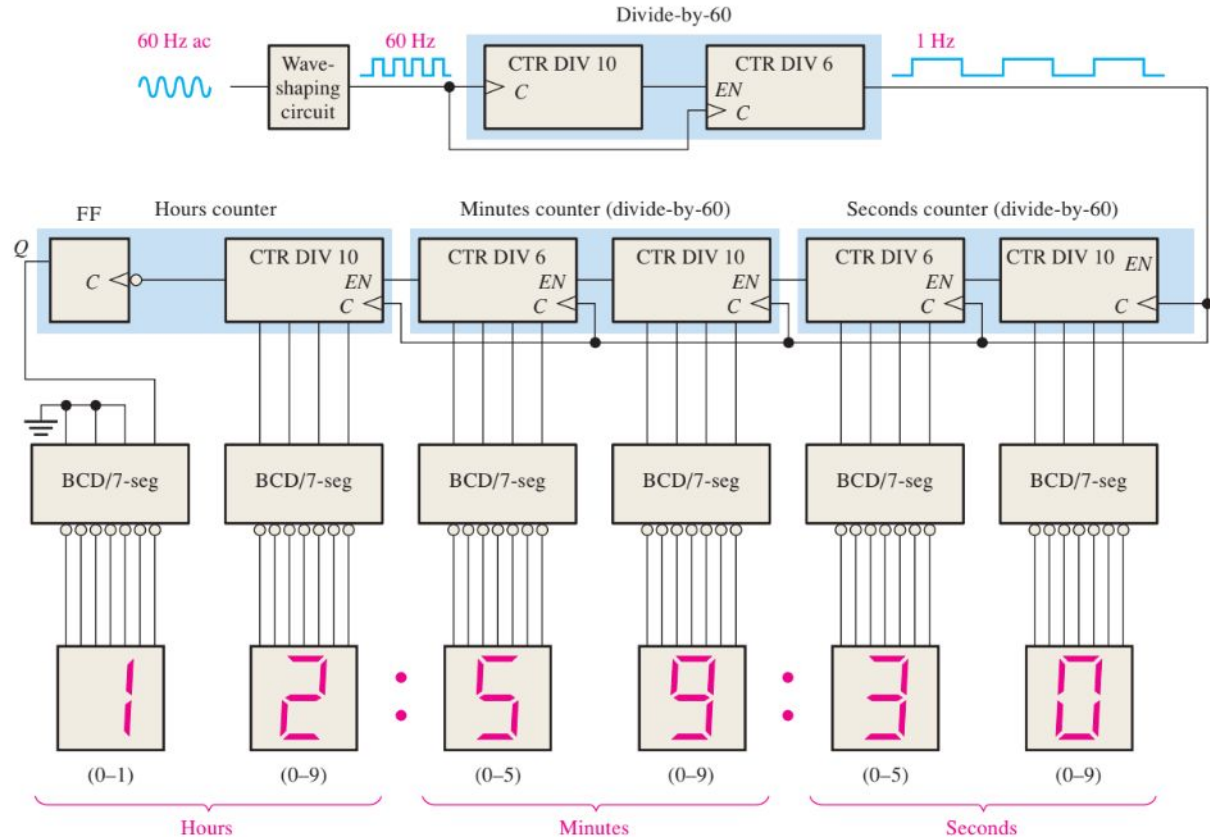 Divide-by-60
60 Hz ac
60 Hz
1 Hz
Wave-
shaping
circuit
CTR DIV 10
C
CTR DIV 6
EN
C
FF
Hours counter
Minutes counter (divide-by-60)
Seconds counter (divide-by-60)
Q
C
CTR DIV 10
EN
C
CTR DIV 6
EN
C
CTR DIV 10
EN
C
CTR DIV 6
EN
C
CTR DIV 10
EN
C
BCD/7-seg
BCD/7-seg
BCD/7-seg
BCD/7-seg
BCD/7-seg
BCD/7-seg
1 2 : 5 9 : 3 0
(0–1)
(0–9)
(0–5)
(0–9)
(0–5)
(0–9)
Hours
Minutes
Seconds